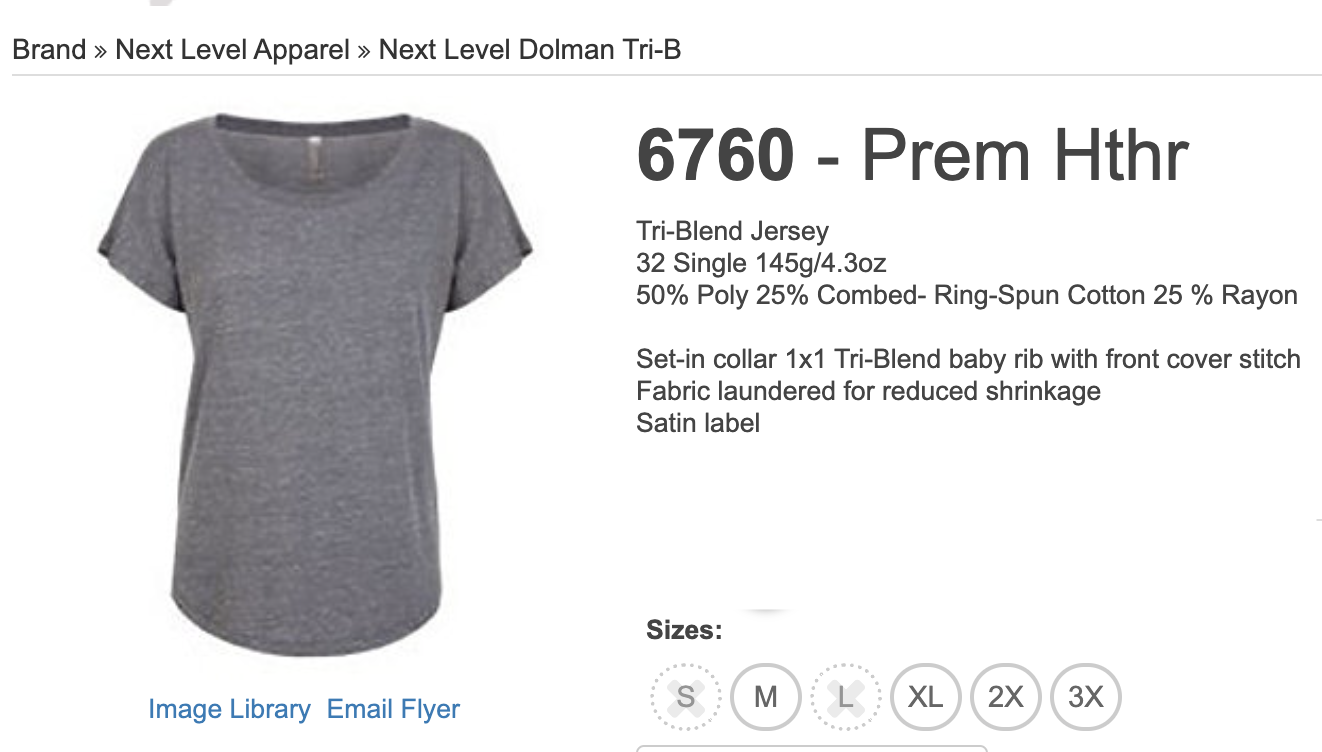 Brand » Next Level Apparel » Next Level Dolman Tri-B
6760 - Prem Hthr
Tri-Blend Jersey
32 Single 145g/4.3oz
50% Poly 25% Combed- Ring-Spun Cotton 25 % Rayon
Set-in collar 1x1 Tri-Blend baby rib with front cover stitch
Fabric laundered for reduced shrinkage
Satin label
Sizes:
S M L XL 2X 3X
Image Library Email Flyer